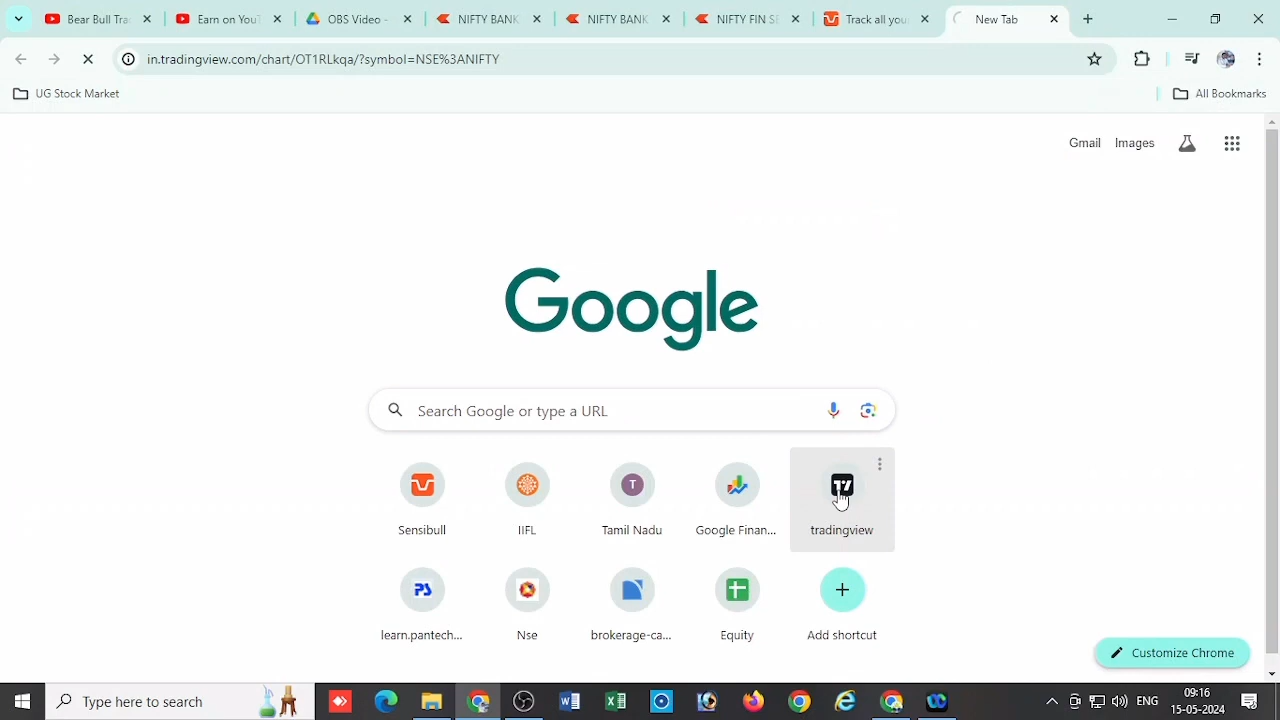 Bear Bull Tra
Earn on YouT
OBS Video -
NIFTY BANK
NIFTY BANK
NIFTY FIN SE
Track all you
New Tab
in.tradingview.com/chart/OT1RLkqa/?symbol=NSE%3ANIFTY
UG Stock Market
All Bookmarks
Gmail Images
Google
Search Google or type a URL
T
Sensibull
IIFL
Tamil Nadu
Google Finan...
tradingview
PS
learn.pantech...
Nse
brokerage-ca...
Equity
Add shortcut
Customize Chrome
Type here to search
ENG
09:16
15-05-2024